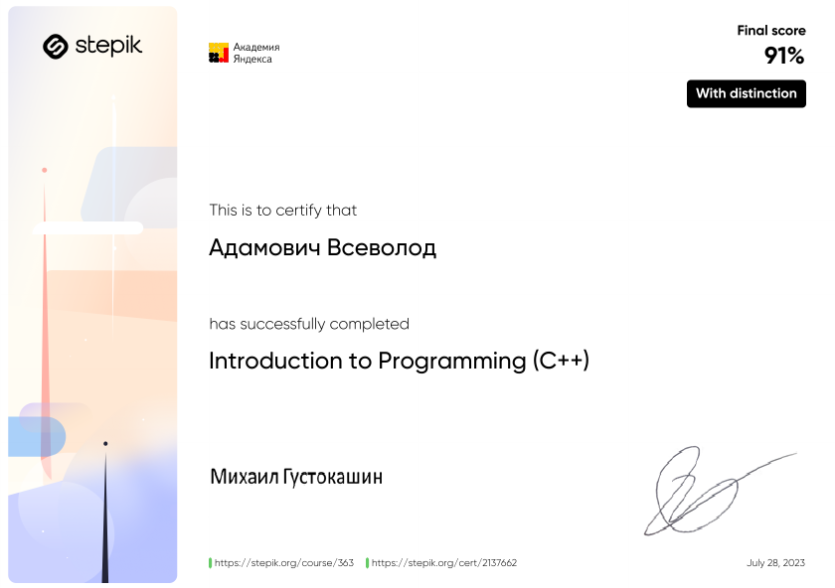 stepik
Академия
Яндекса
Final score
91%
With distinction
This is to certify that
Адамович Всеволод
has successfully completed
Introduction to Programming (C++)
Михаил Густокашин
https://stepik.org/course/363
https://stepik.org/cert/2137662
July 28, 2023